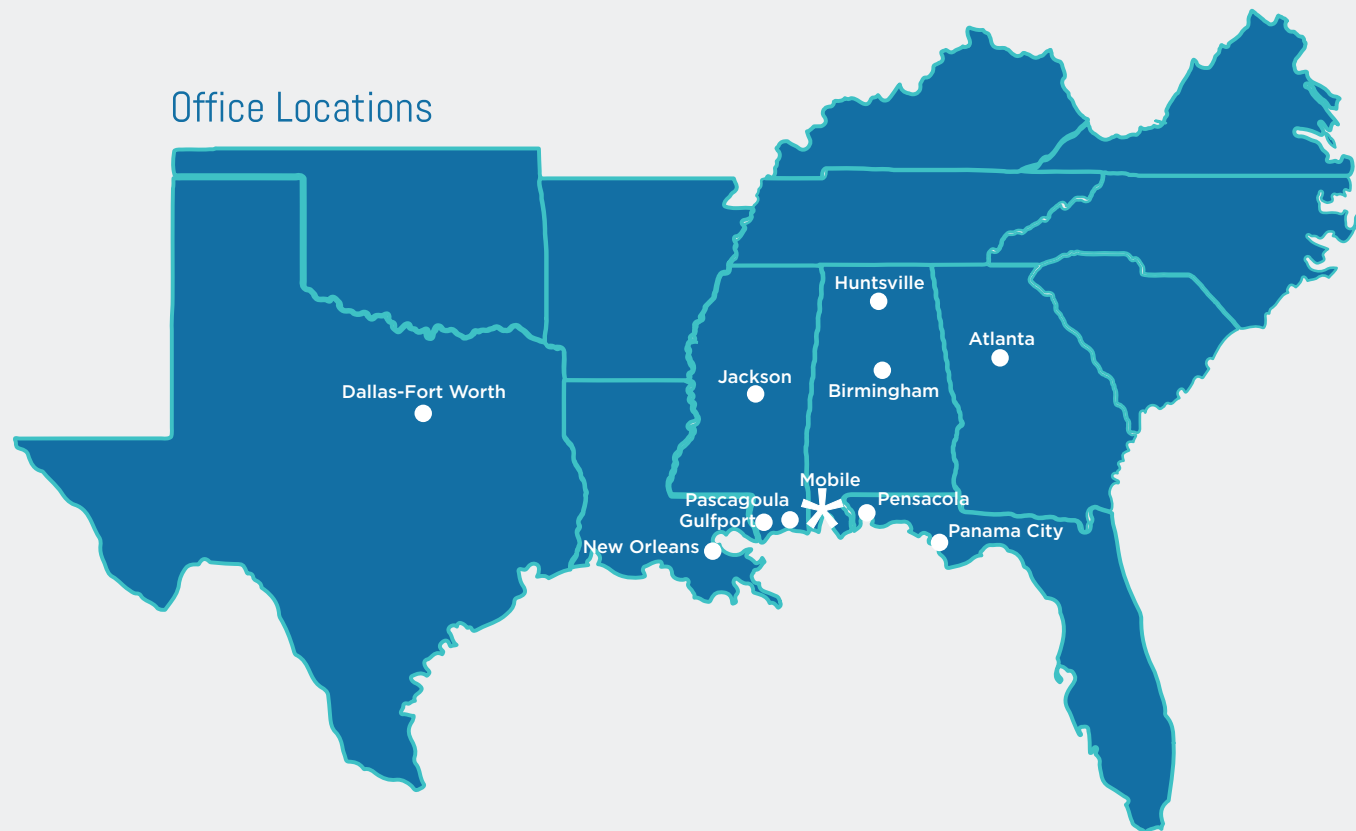 Office Locations
Huntsville
Atlanta
Jackson
Birmingham
Dallas-Fort Worth
Mobile
Pascagoula
Pensacola
Gulfport
Panama City
New Orleans